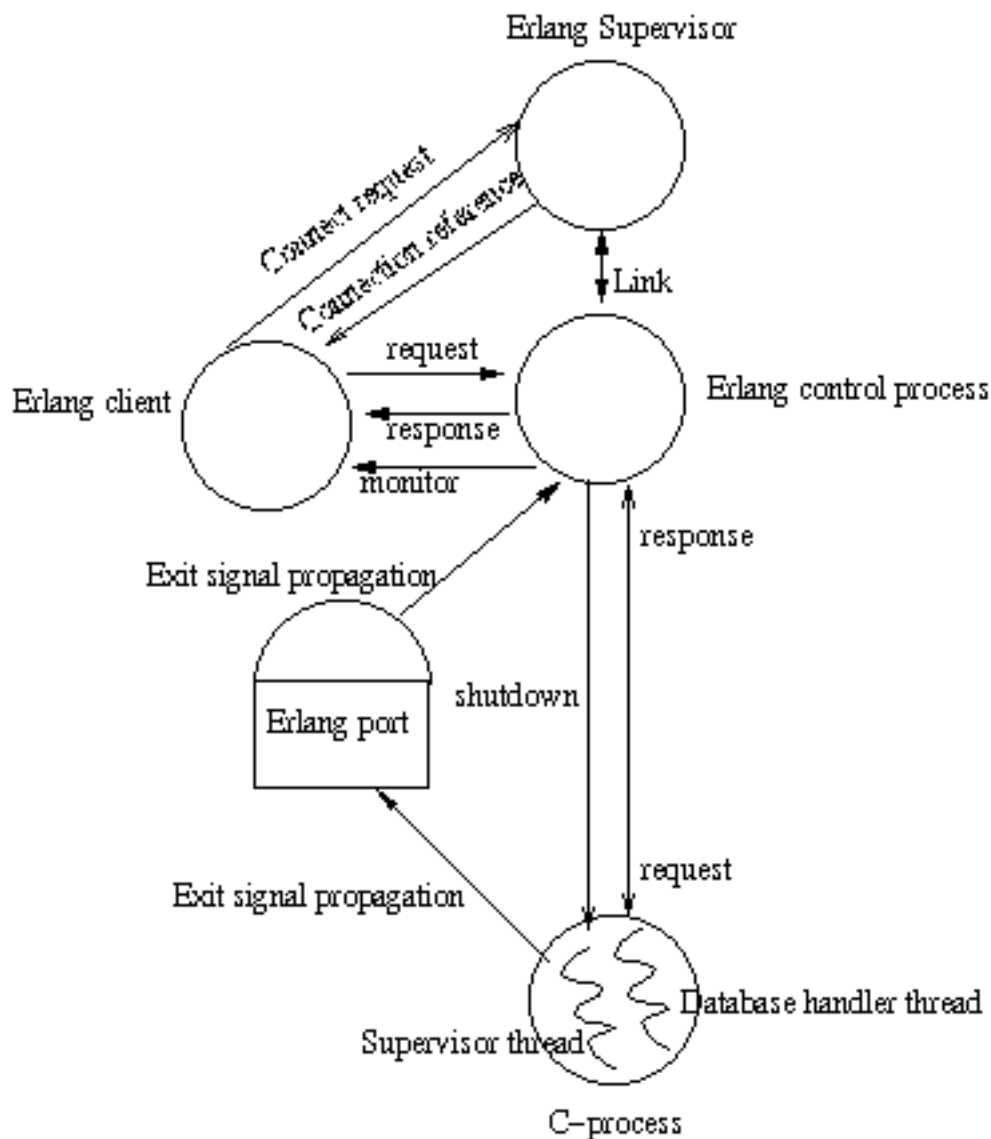 Erlang Supervisor
Connect request
Connection reference
Link
request
Erlang client
Erlang control process
response
monitor
response
Exit signal propagation
shutdown
Erlang port
request
Exit signal propagation
Database handler thread
Supervisor thread
C-process